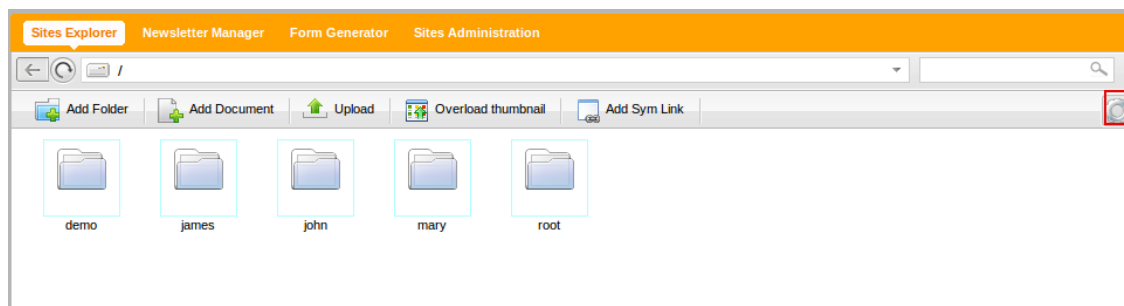 Sites Explorer Newsletter Manager Form Generator Sites Administration
/
Add Folder Add Document Upload Overload thumbnail Add Sym Link
demo james john mary root